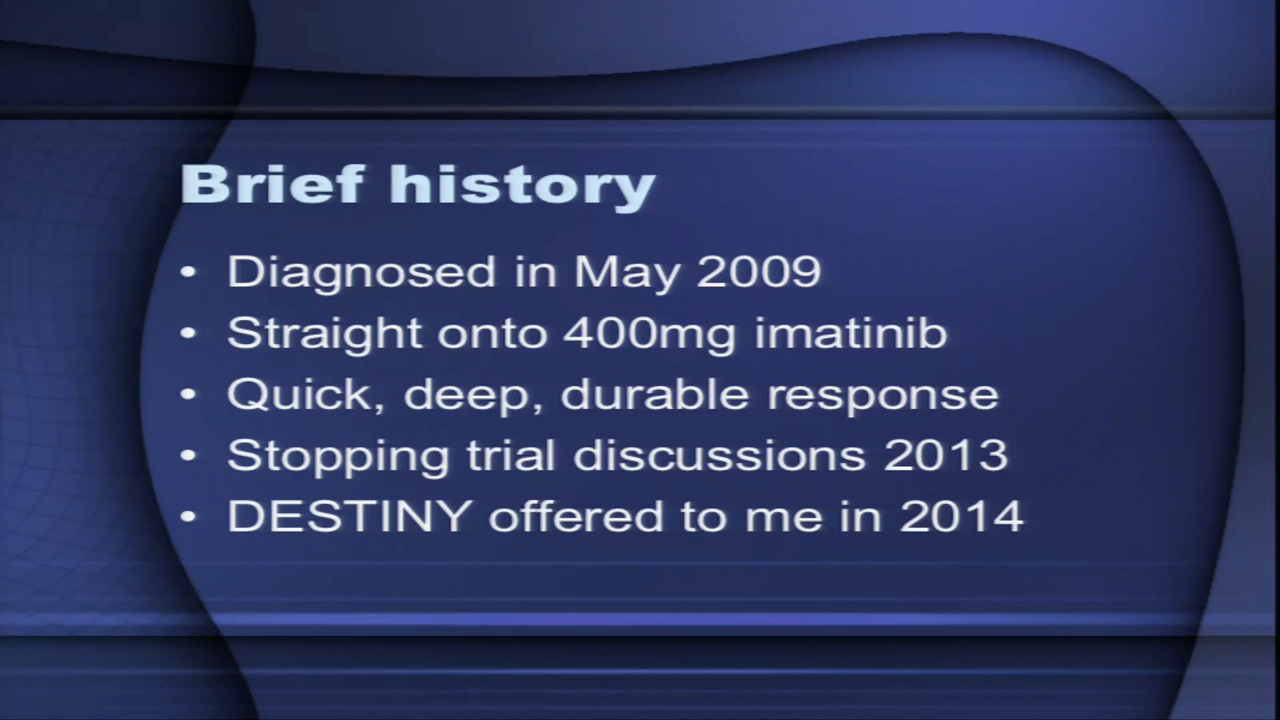 Brief history
• Diagnosed in May 2009
• Straight onto 400mg imatinib
• Quick, deep, durable response
• Stopping trial discussions 2013
• DESTINY offered to me in 2014